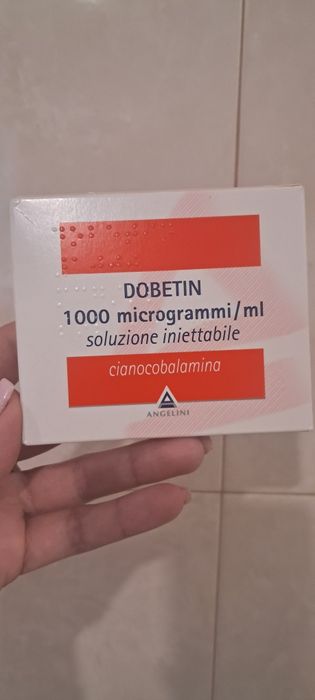 DOBETIN
1000 microgrammi/ml
soluzione iniettabile
cianocobalamina
ANGELINI